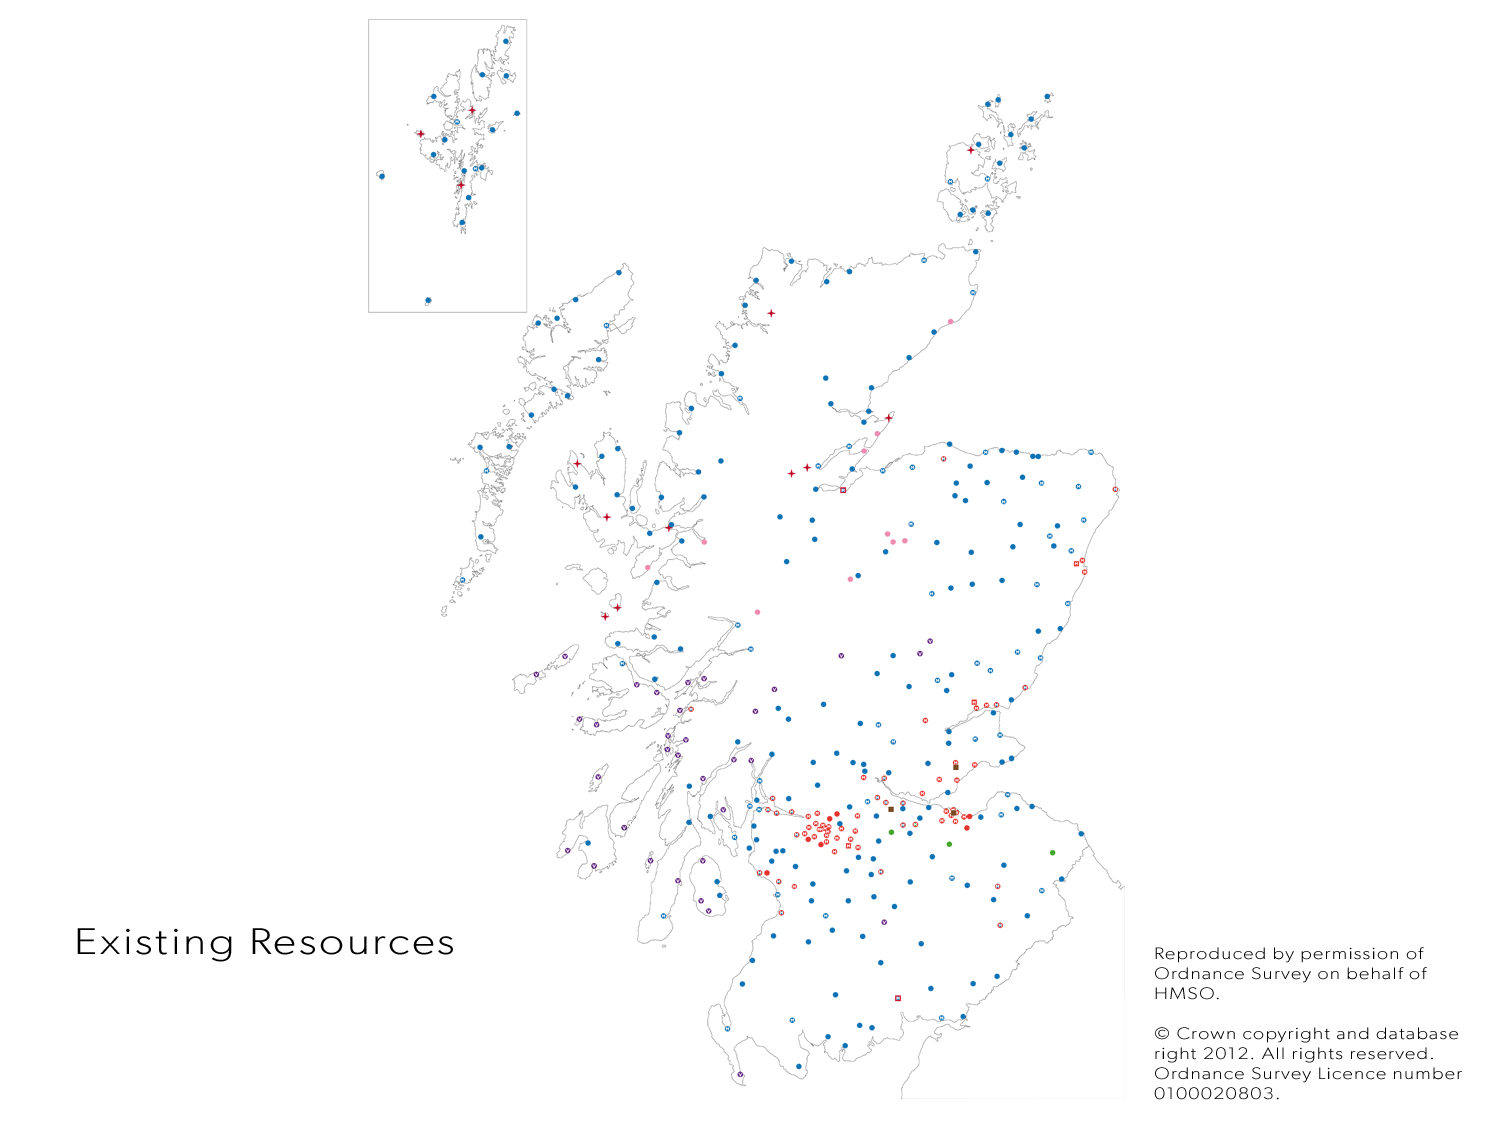 Existing Resources
Reproduced by permission of
Ordnance Survey on behalf of
HMSO.
© Crown copyright and database
right 2012. All rights reserved.
Ordnance Survey Licence number
0100020803.